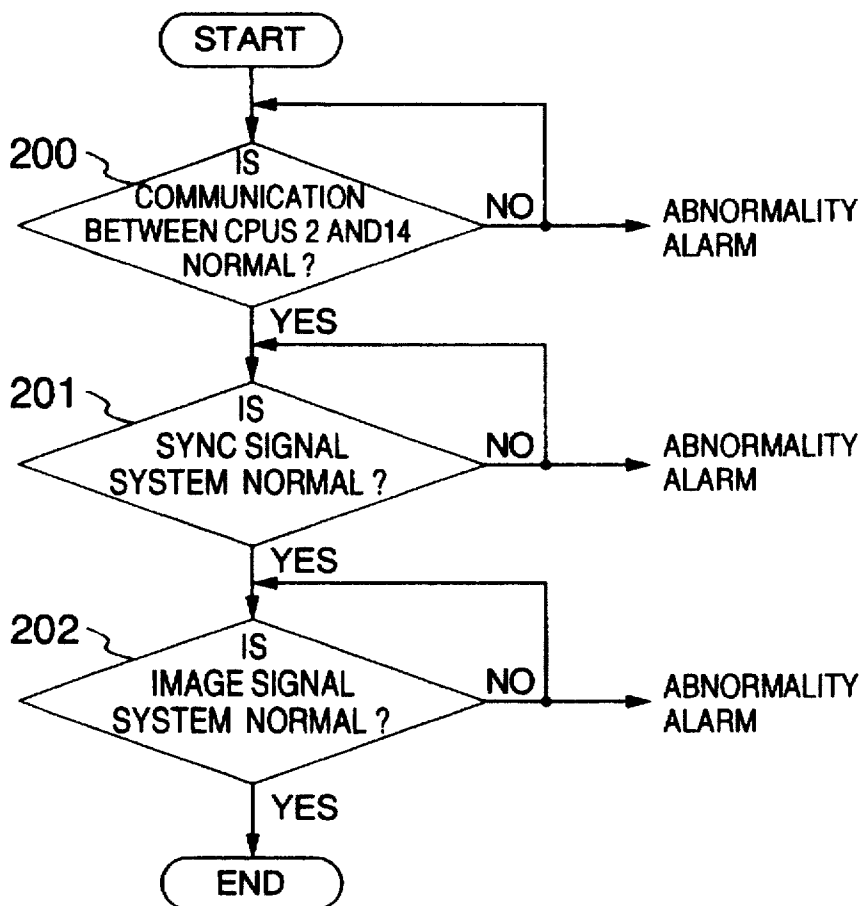 START
200
IS
COMMUNICATION
BETWEEN CPUS 2 AND14
NORMAL ?
NO
ABNORMALITY
ALARM
YES
201
IS
SYNC SIGNAL
SYSTEM NORMAL ?
NO
ABNORMALITY
ALARM
YES
202
IS
IMAGE SIGNAL
SYSTEM NORMAL ?
NO
ABNORMALITY
ALARM
YES
END